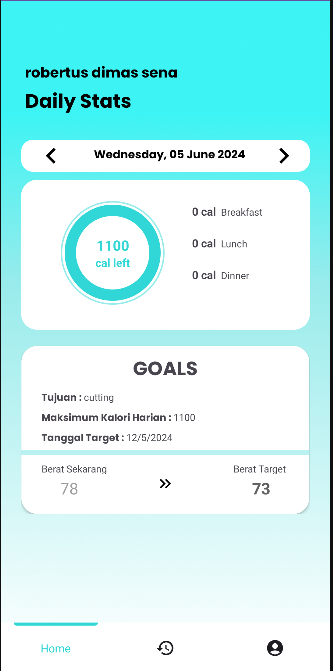 robertus dimas sena
Daily Stats
Wednesday, 05 June 2024
1100
cal left
0 cal Breakfast
0 cal Lunch
0 cal Dinner
GOALS
Tujuan : cutting
Maksimum Kalori Harian : 1100
Tanggal Target : 12/5/2024
Berat Sekarang
78
Berat Target
73
Home